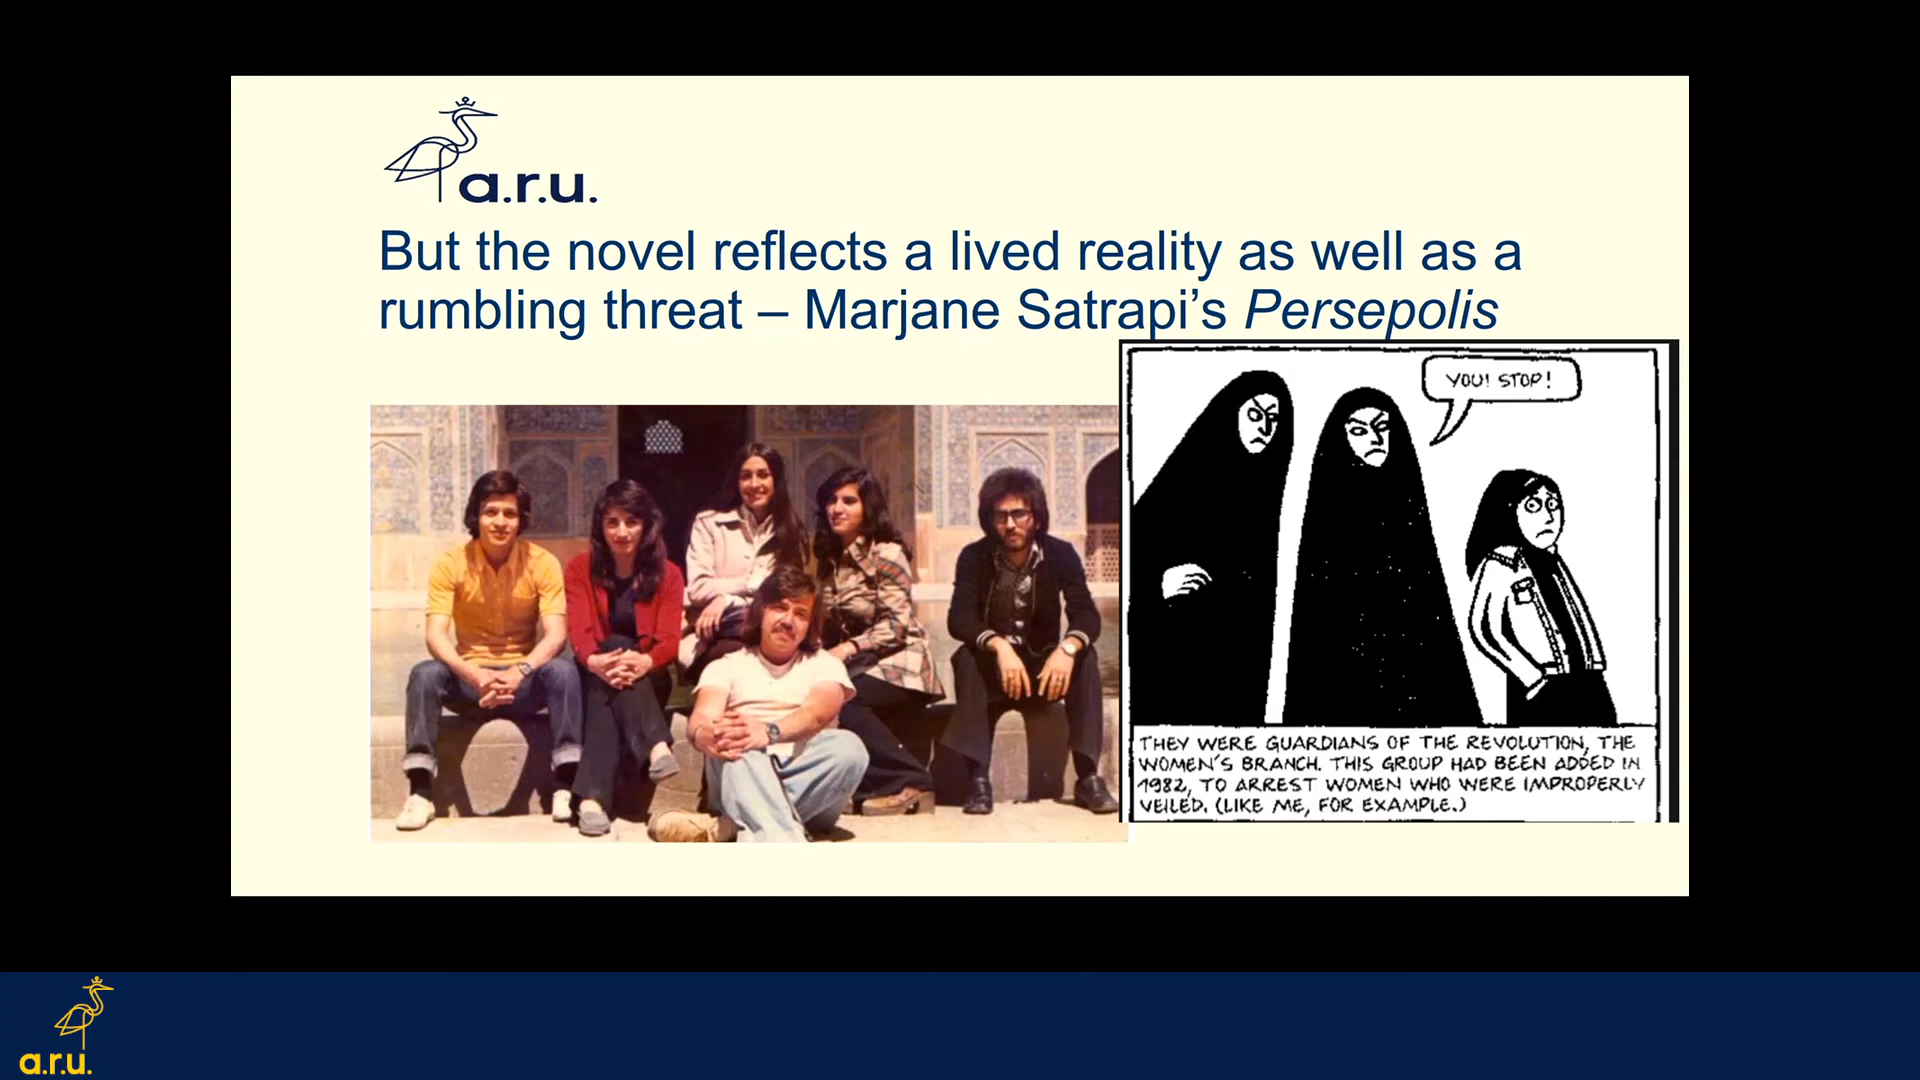 a.r.u.
But the novel reflects a lived reality as well as a
rumbling threat – Marjane Satrapi’s Persepolis
YOU! STOP!
THEY WERE GUARDIANS OF THE REVOLUTION, THE
WOMEN'S BRANCH. THIS GROUP HAD BEEN ADDED IN
1982, TO ARREST WOMEN WHO WERE IMPROPERLY
VEILED. (LIKE ME, FOR EXAMPLE.)
a.r.u.